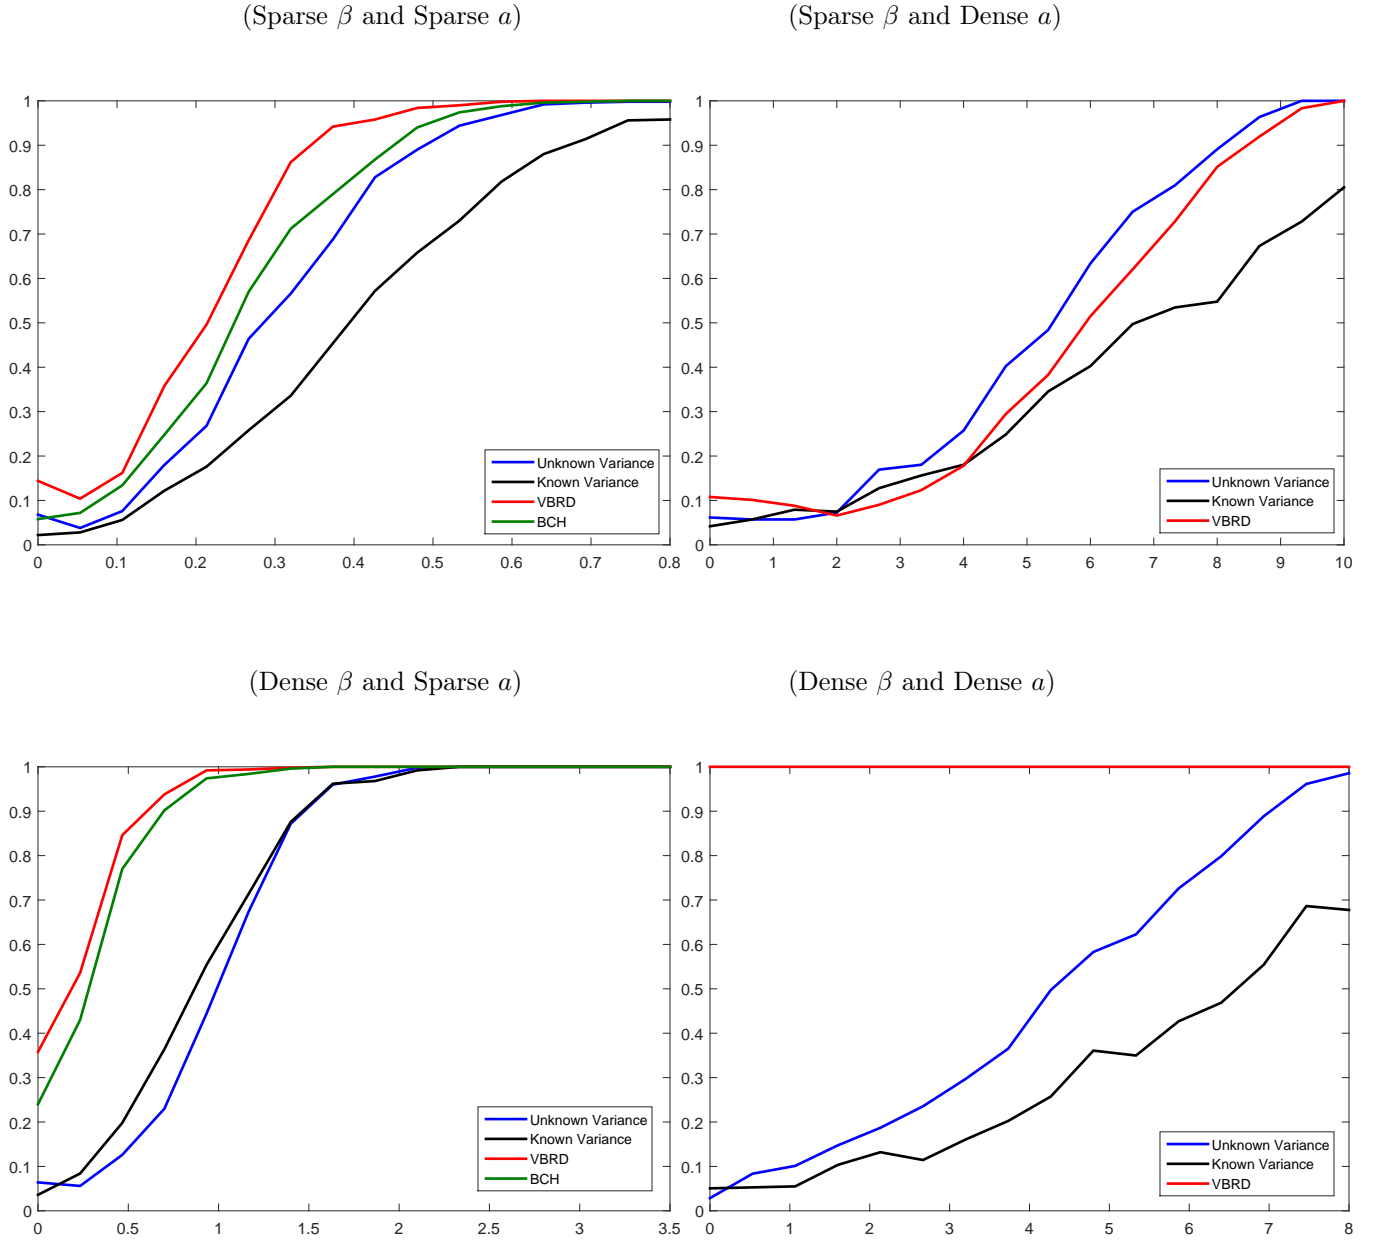 (Sparse β and Sparse a)
(Sparse β and Dense a)
1
0.9
0.8
0.7
0.6
0.5
0.4
0.3
0.2
0.1
0
0 0.1 0.2 0.3 0.4 0.5 0.6 0.7 0.8
Unknown Variance
Known Variance
VBRD
BCH
1
0.9
0.8
0.7
0.6
0.5
0.4
0.3
0.2
0.1
0
0 1 2 3 4 5 6 7 8 9 10
Unknown Variance
Known Variance
VBRD
(Dense β and Sparse a)
(Dense β and Dense a)
1
0.9
0.8
0.7
0.6
0.5
0.4
0.3
0.2
0.1
0
0 0.5 1 1.5 2 2.5 3 3.5
Unknown Variance
Known Variance
VBRD
BCH
1
0.9
0.8
0.7
0.6
0.5
0.4
0.3
0.2
0.1
0
0 1 2 3 4 5 6 7 8
Unknown Variance
Known Variance
VBRD